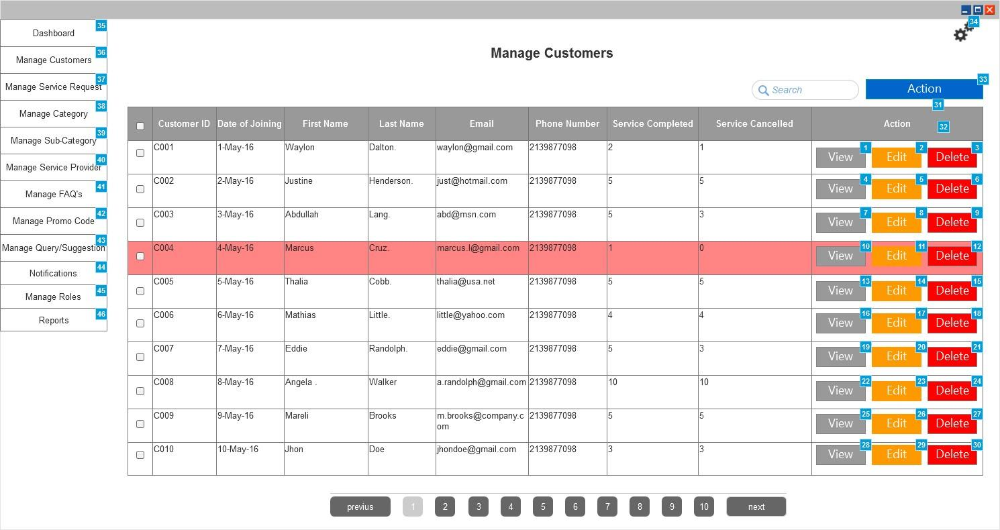 34
Dashboard 35
Manage Customers 36
Manage Service Request 37
Manage Category 38
Manage Sub-Category 39
Manage Service Provider 40
Manage FAQ's 41
Manage Promo Code 42
Manage Query/Suggestion 43
Notifications 44
Manage Roles 45
Reports 46
Manage Customers
Search Action 33
31
Customer ID Date of Joining First Name Last Name Email Phone Number Service Completed Service Cancelled Action 32
C001 1-May-16 Waylon Dalton. waylon@gmail.com 2139877098 2 1 View 1 Edit 2 Delete 3
C002 2-May-16 Justine Henderson. just@hotmail.com 2139877098 5 5 View 4 Edit 5 Delete 6
C003 3-May-16 Abdullah Lang. abd@msn.com 2139877098 5 3 View 7 Edit 8 Delete 9
C004 4-May-16 Marcus Cruz. marcus.l@gmail.com 2139877098 1 0 View 10 Edit 11 Delete 12
C005 5-May-16 Thalia Cobb. thalia@usa.net 2139877098 5 5 View 13 Edit 14 Delete 15
C006 6-May-16 Mathias Little. little@yahoo.com 2139877098 4 4 View 16 Edit 17 Delete 18
C007 7-May-16 Eddie Randolph. eddie@gmail.com 2139877098 5 3 View 19 Edit 20 Delete 21
C008 8-May-16 Angela . Walker a.randolph@gmail.com 2139877098 10 10 View 22 Edit 23 Delete 24
C009 9-May-16 Mareli Brooks m.brooks@company.c 2139877098 5 5 View 25 Edit 26 Delete 27
om
C010 10-May-16 Jhon Doe jhondoe@gmail.com 2139877098 3 3 View 28 Edit 29 Delete 30
previus 1 2 3 4 5 6 7 8 9 10 next